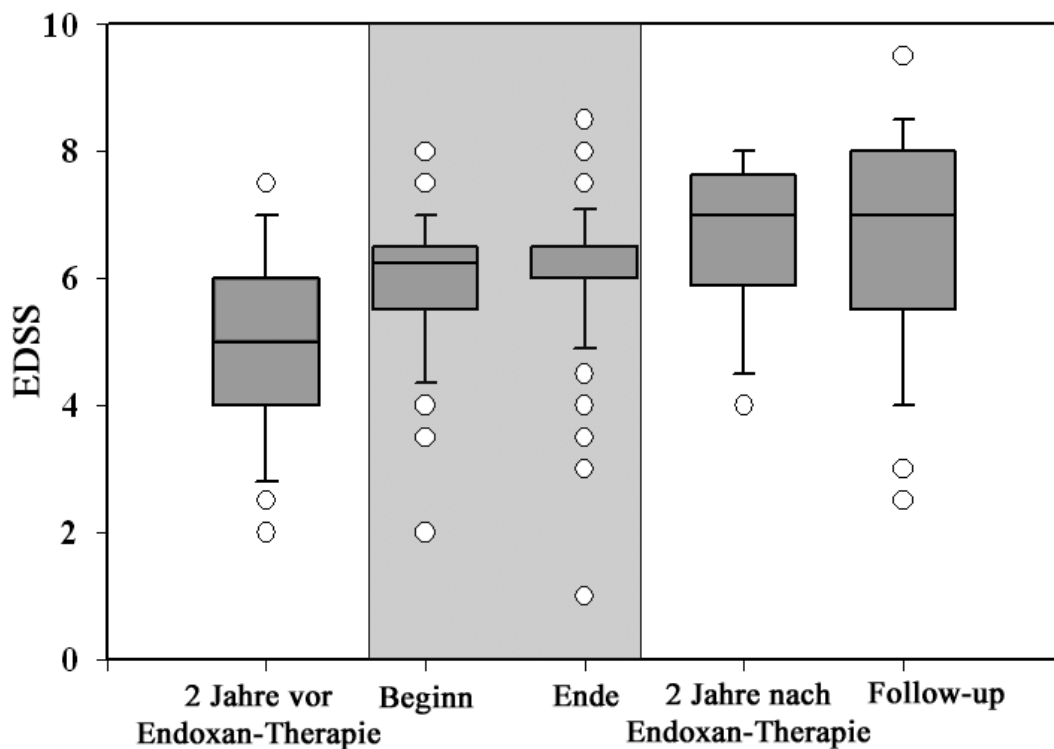 10
8
6
4
2
0
EDSS
2 Jahre vor
Endoxan-Therapie
Beginn
Ende
2 Jahre nach
Endoxan-Therapie
Follow-up